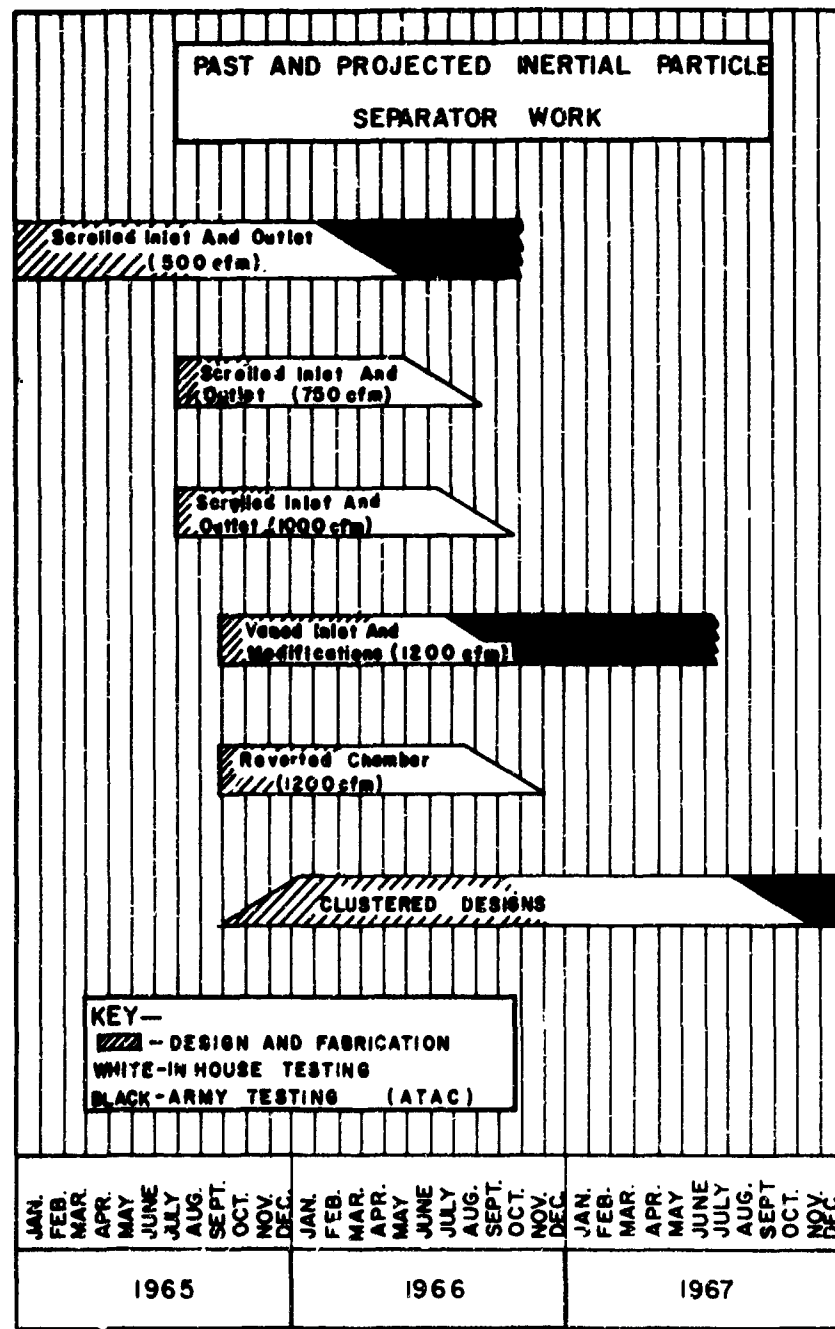 PAST AND PROJECTED INERTIAL PARTICLE
SEPARATOR WORK
Scrolled Inlet And Outlet
(500 cfm)
Scrolled Inlet And
Outlet (750 cfm)
Scrolled Inlet And
Outlet (1000 cfm)
Vaned Inlet And
Modifications (1200 cfm)
Reverted Chamber
(1200 cfm)
CLUSTERED DESIGNS
KEY—
- DESIGN AND FABRICATION
WHITE-IN HOUSE TESTING
BLACK-ARMY TESTING (ATAC)
JAN. FEB. MAR. APR. MAY JUNE JULY AUG. SEPT. OCT. NOV. DEC. JAN. FEB. MAR. APR. MAY JUNE JULY AUG. SEPT. OCT. NOV. DEC. JAN. FEB. MAR. APR. MAY JUNE JULY AUG. SEPT OCT. NOV. DEC.
1965 1966 1967